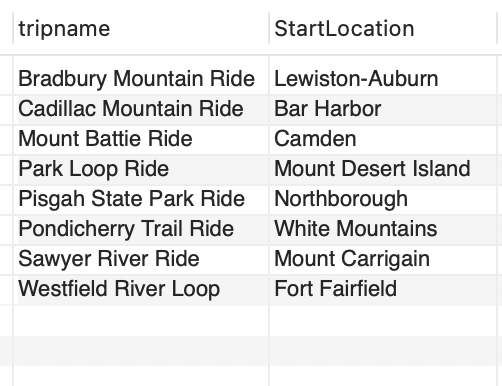 tripname StartLocation
Bradbury Mountain Ride Lewiston-Auburn
Cadillac Mountain Ride Bar Harbor
Mount Battie Ride Camden
Park Loop Ride Mount Desert Island
Pisgah State Park Ride Northborough
Pondicherry Trail Ride White Mountains
Sawyer River Ride Mount Carrigain
Westfield River Loop Fort Fairfield